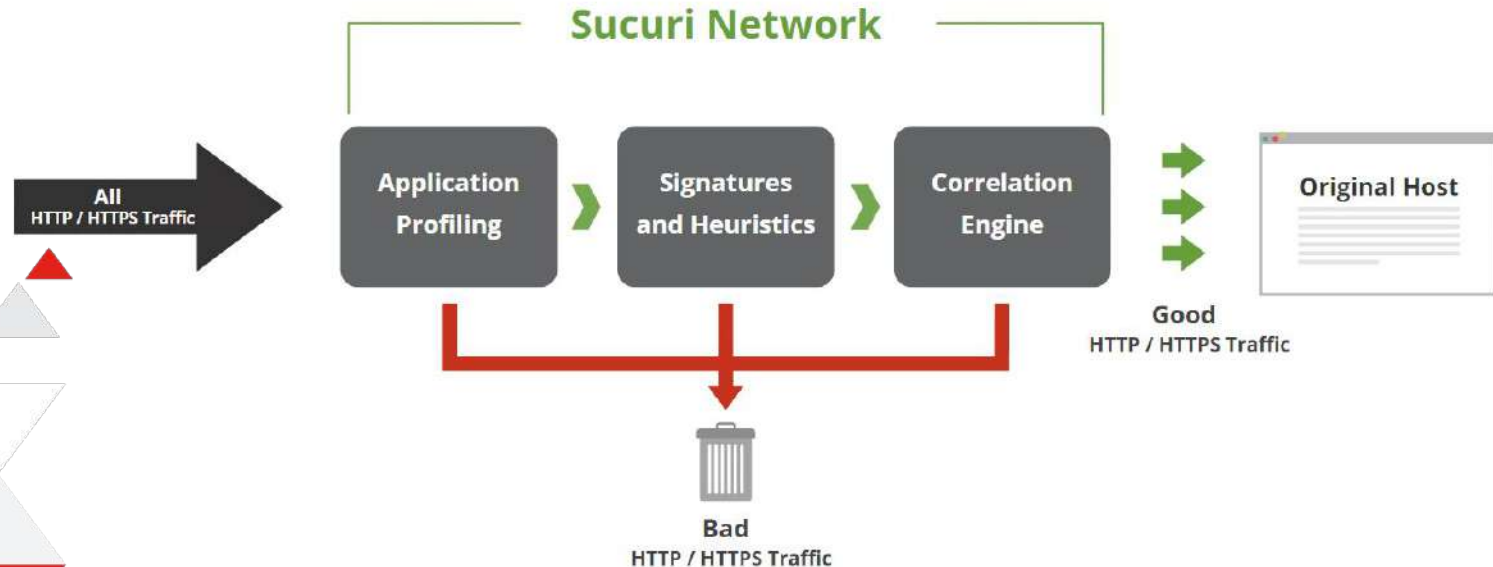 Sucuri Network
All
HTTP / HTTPS Traffic
Application
Profiling
Signatures
and Heuristics
Correlation
Engine
Original Host
Good
HTTP / HTTPS Traffic
Bad
HTTP / HTTPS Traffic